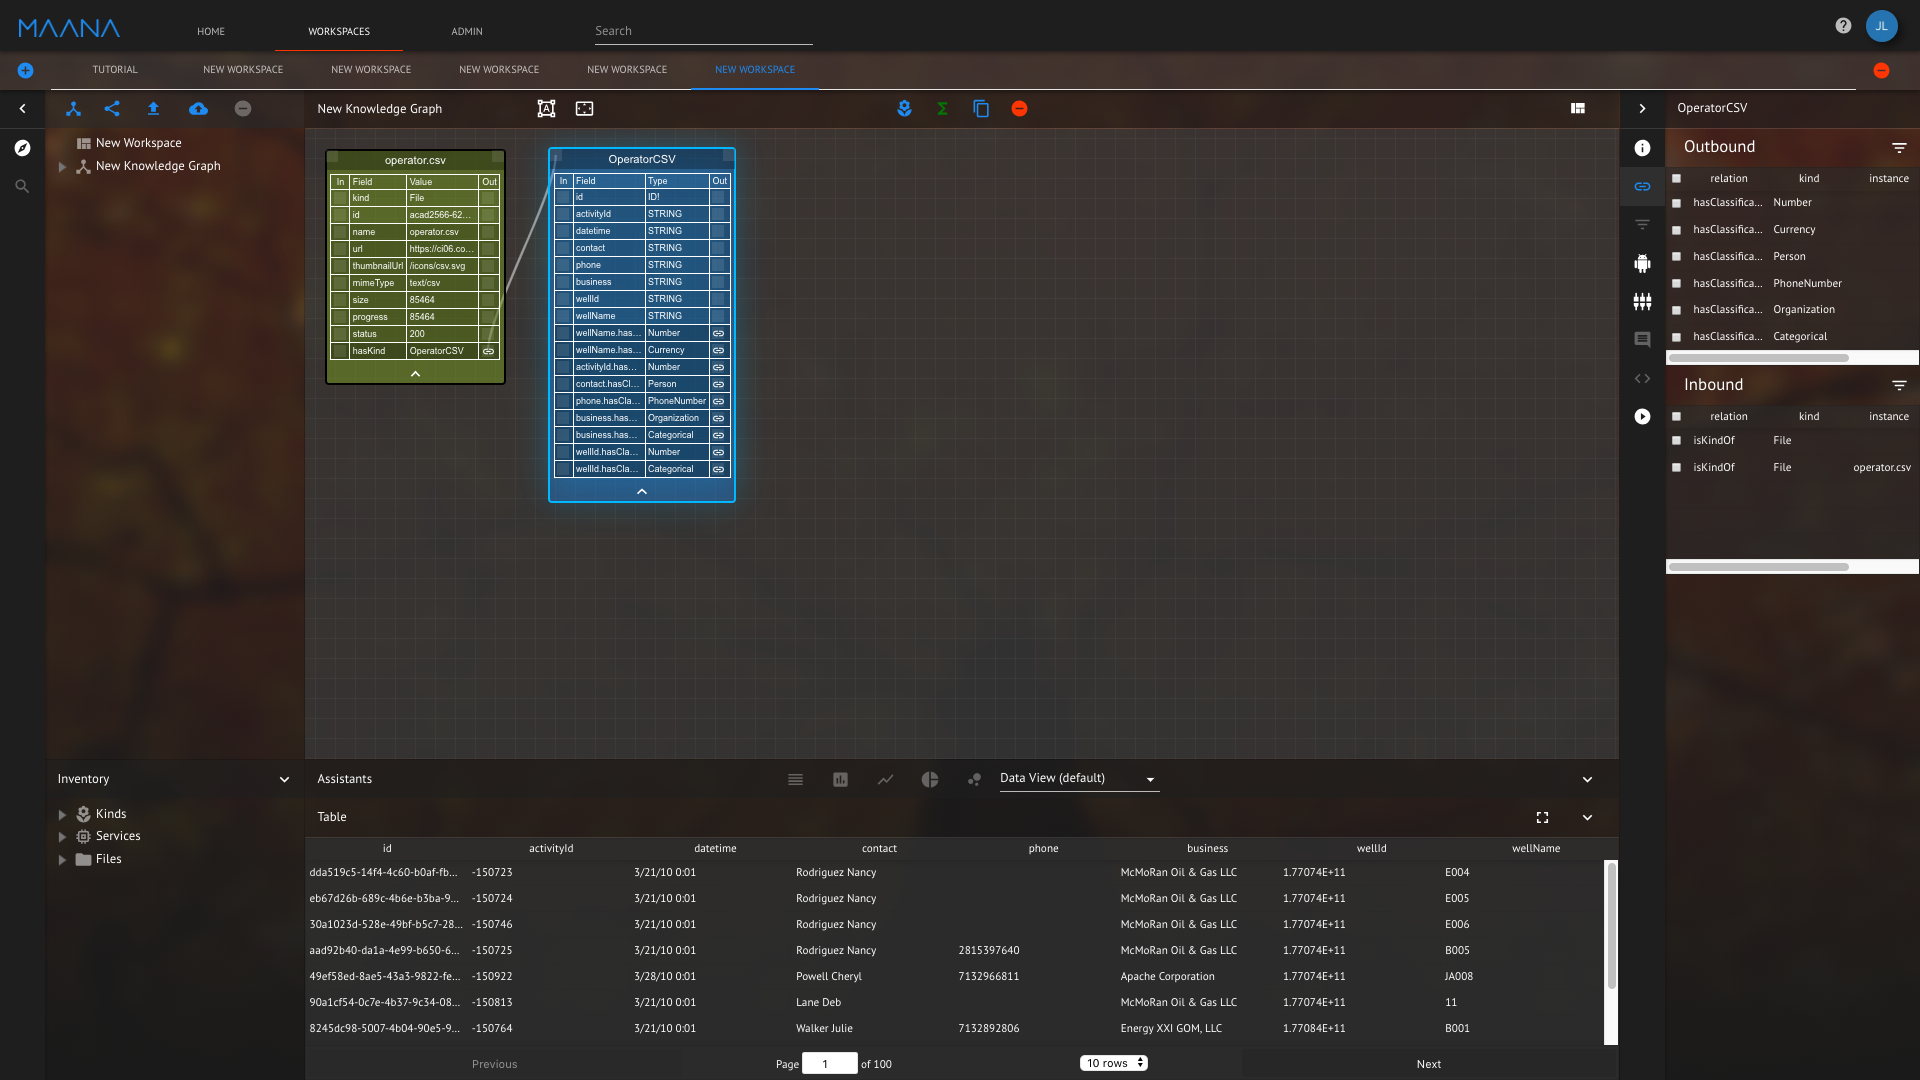 MAANA
HOME
WORKSPACES
ADMIN
Search
JL
TUTORIAL
NEW WORKSPACE
NEW WORKSPACE
NEW WORKSPACE
NEW WORKSPACE
NEW WORKSPACE
New Workspace
New Knowledge Graph
New Knowledge Graph
operator.csv
In Field Value Out
kind File
id acad2566-62...
name operator.csv
url https://ci06.co...
thumbnailUrl /icons/csv.svg
mimeType text/csv
size 85464
progress 85464
status 200
hasKind OperatorCSV
OperatorCSV
In Field Type Out
id ID!
activityId STRING
datetime STRING
contact STRING
phone STRING
business STRING
wellId STRING
wellName STRING
wellName.has... Number
wellName.has... Currency
activityId.has... Number
contact.hasCl... Person
phone.hasCla... PhoneNumber
business.has... Organization
business.has... Categorical
wellId.hasCla... Number
wellId.hasCla... Categorical
OperatorCSV
Outbound
relation kind instance
hasClassifica... Number
hasClassifica... Currency
hasClassifica... Person
hasClassifica... PhoneNumber
hasClassifica... Organization
hasClassifica... Categorical
Inbound
relation kind instance
isKindOf File
isKindOf File operator.csv
Inventory
Kinds
Services
Files
Assistants
Data View (default)
Table
id activityId datetime contact phone business wellId wellName
dda519c5-14f4-4c60-b0af-fb... -150723 3/21/10 0:01 Rodriguez Nancy McMoRan Oil & Gas LLC 1.77074E+11 E004
eb67d26b-689c-4b6e-b3ba-9... -150724 3/21/10 0:01 Rodriguez Nancy McMoRan Oil & Gas LLC 1.77074E+11 E005
30a1023d-528e-49bf-b5c7-28... -150746 3/21/10 0:01 Rodriguez Nancy McMoRan Oil & Gas LLC 1.77074E+11 E006
aad92b40-da1a-4e99-b650-6... -150725 3/21/10 0:01 Rodriguez Nancy 2815397640 McMoRan Oil & Gas LLC 1.77074E+11 B005
49ef58ed-8ae5-43a3-9822-fe... -150922 3/28/10 0:01 Powell Cheryl 7132966811 Apache Corporation 1.77074E+11 JA008
90a1cf54-0c7e-4b37-9c34-08... -150813 3/21/10 0:01 Lane Deb McMoRan Oil & Gas LLC 1.77074E+11 11
8245dc98-5007-4b04-90e5-9... -150764 3/21/10 0:01 Walker Julie 7132892806 Energy XXI GOM, LLC 1.77084E+11 B001
Previous
Page 1 of 100
10 rows
Next